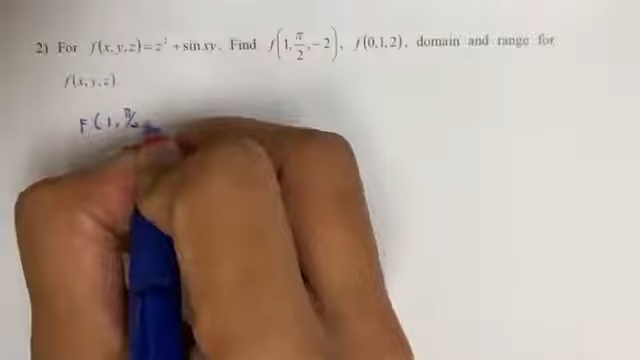 2) For f(x,y,z)=z² +sin xy. Find f(1,π/2,−2), f(0,1,2), domain and range for
f(x,y,z)
F(1,π/2